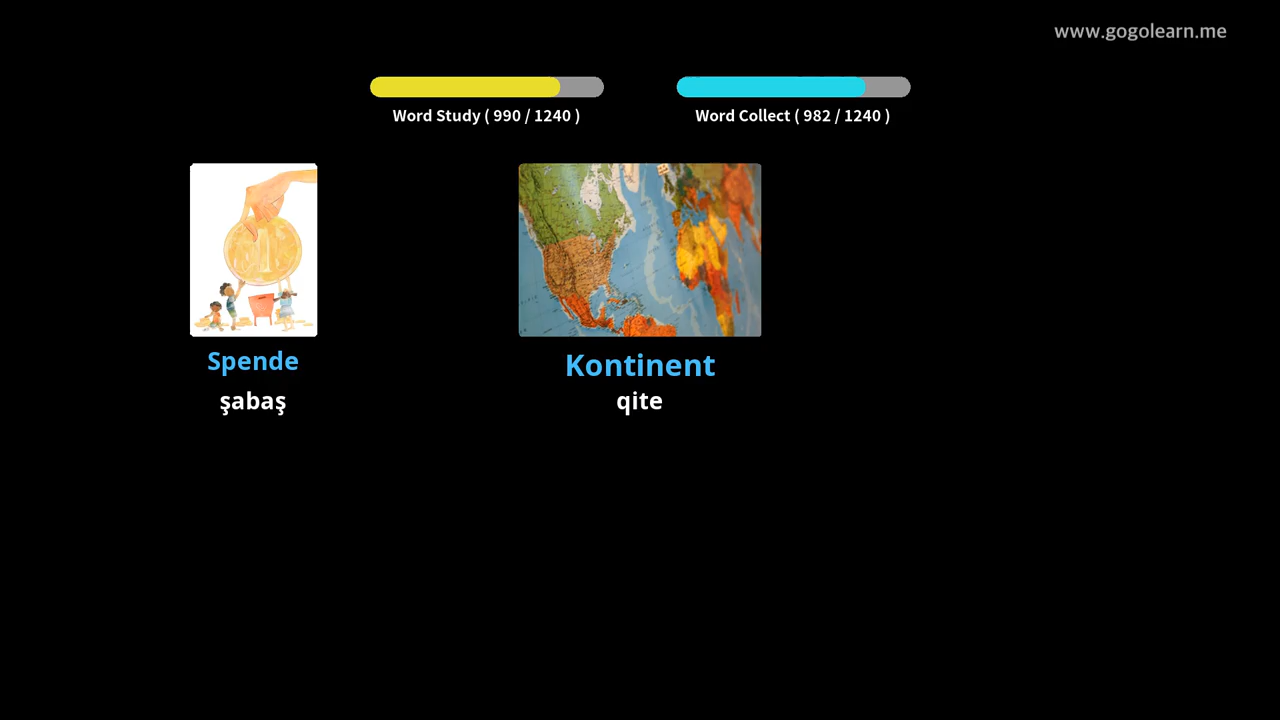 www.gogolearn.me
Word Study ( 990 / 1240 )
Word Collect ( 982 / 1240 )
Spende
şabaş
Kontinent
qite